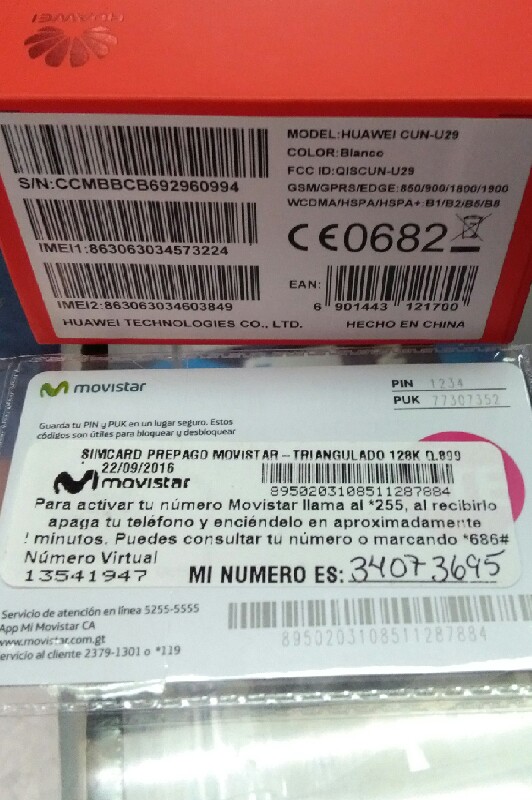 HUAWEI
S/N:CCMBBCB692960994
IMEI1:863063034573224
IMEI2:863063034603849
HUAWEI TECHNOLOGIES CO., LTD.
MODEL:HUAWEI CUN-U29
COLOR:Blanco
FCC ID:QISCUN-U29
GSM/GPRS/EDGE:850/900/1800/1900
WCDMA/HSPA/HSPA+:B1/B2/B5/B8
CE0682
EAN:
6 901443 121700
HECHO EN CHINA
movistar
PIN 1234
PUK 77307352
Guarda tu PIN y PUK en un lugar seguro. Estos
códigos son útiles para bloquear y desbloquear
SIMCARD PREPAGO MOVISTAR -TRIANGULADO 128K 0.899
22/09/2016
movistar
8950203108511287884
Para activar tu número Movistar llama al *255, al recibirlo
apaga tu teléfono y enciéndelo en aproximadamente
minutos. Puedes consultar tu número o marcando *686#
Número Virtual
13541947
MI NUMERO ES: 34073695
Servicio de atención en línea 5255-5555
App Mi Movistar CA
www.movistar.com.gt
ervicio al cliente 2379-1301 o *119
8950203108511287884